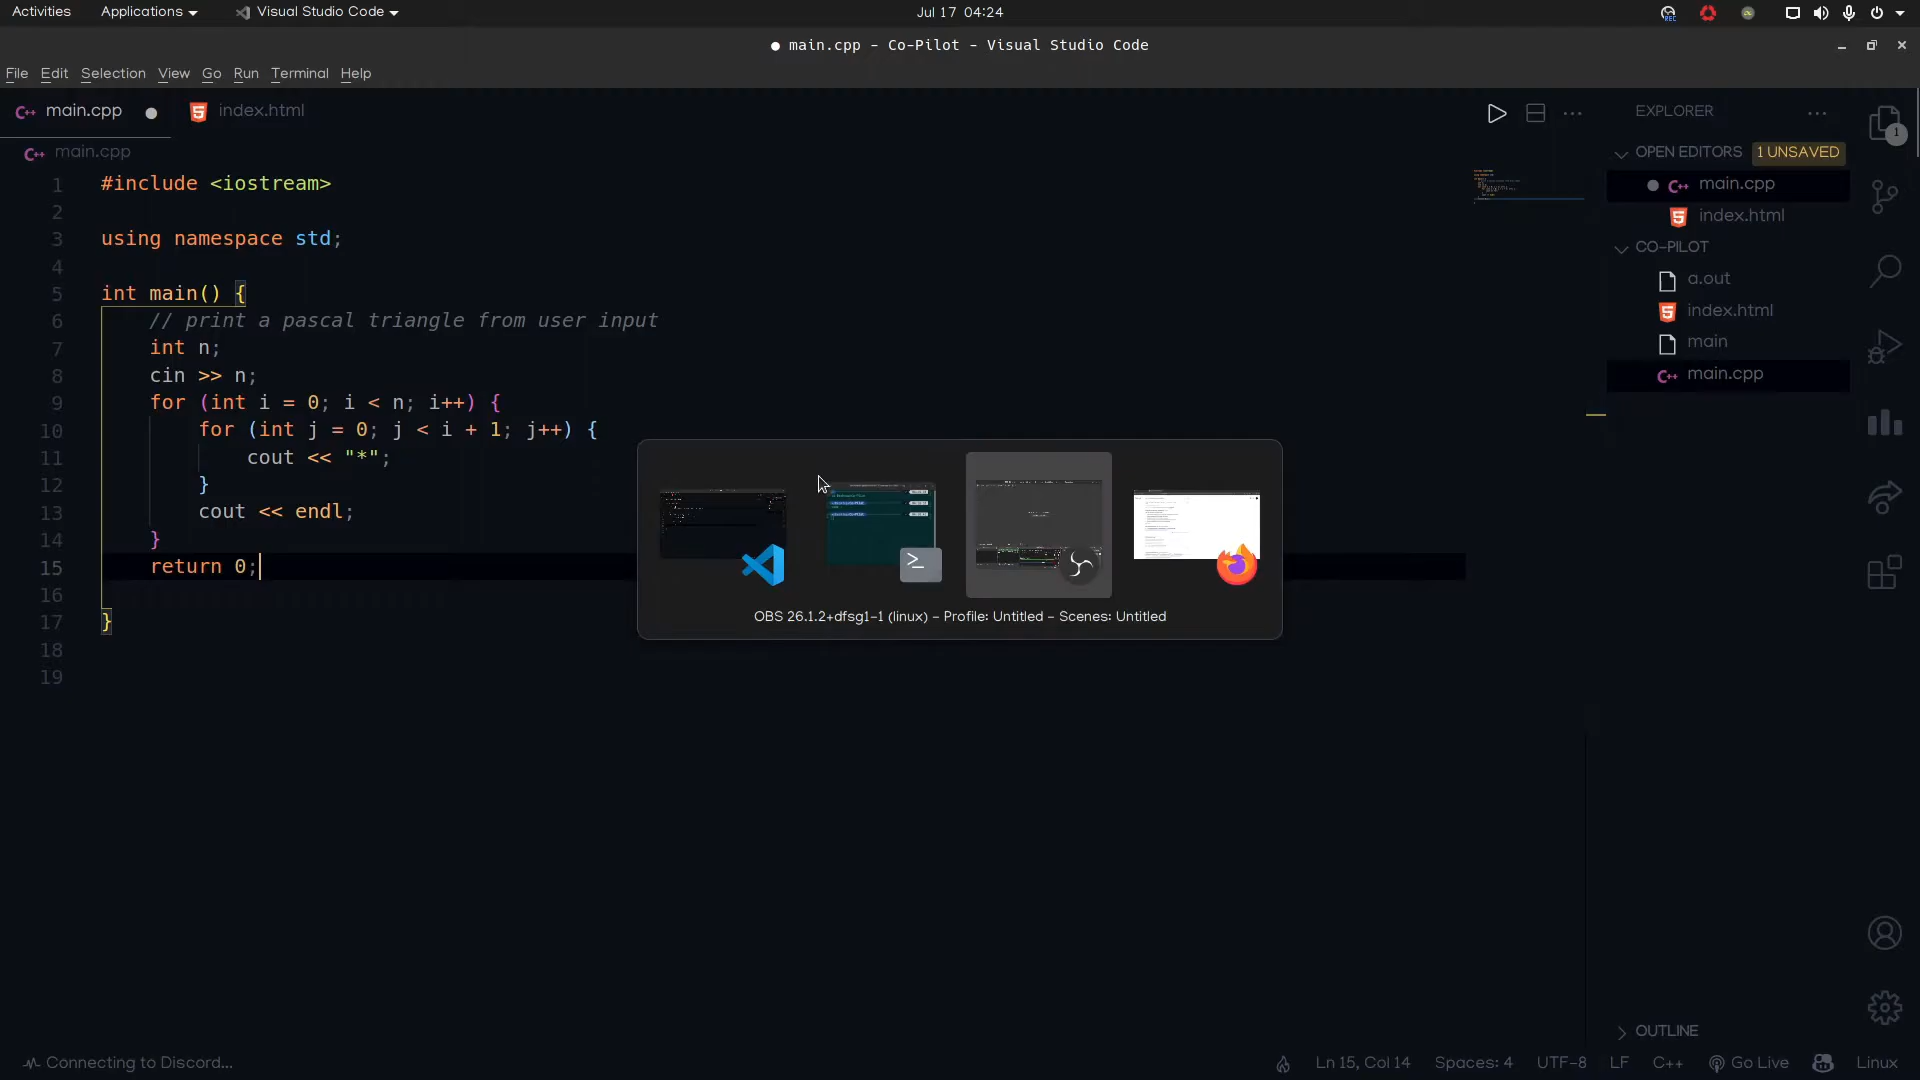 Activities Applications Visual Studio Code Jul 17 04:24
● main.cpp - Co-Pilot - Visual Studio Code
File Edit Selection View Go Run Terminal Help
main.cpp ● index.html
main.cpp
1 #include <iostream>
2
3 using namespace std;
4
5 int main() {
6 // print a pascal triangle from user input
7 int n;
8 cin >> n;
9 for (int i = 0; i < n; i++) {
10 for (int j = 0; j < i + 1; j++) {
11 cout << "*";
12 }
13 cout << endl;
14 }
15 return 0;
16
17 }
18
19
OBS 26.1.2+dfsg1-1 (linux) - Profile: Untitled - Scenes: Untitled
EXPLORER
OPEN EDITORS 1 UNSAVED
main.cpp
index.html
CO-PILOT
a.out
index.html
main
main.cpp
1
OUTLINE
Connecting to Discord... Ln 15, Col 14 Spaces: 4 UTF-8 LF C++ Go Live Linux